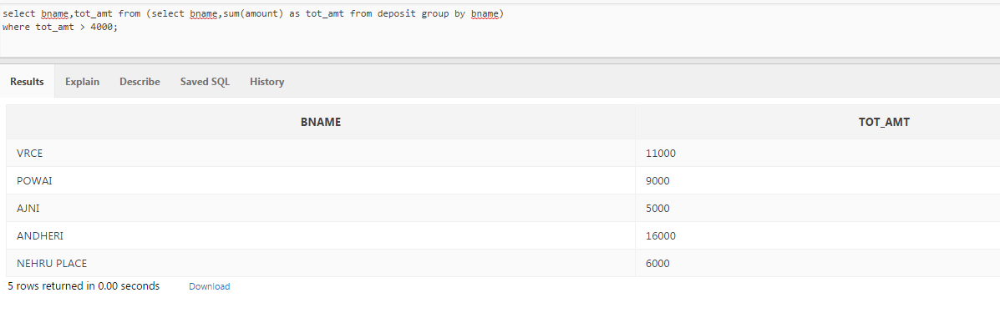 select bname,tot_amt from (select bname,sum(amount) as tot_amt from deposit group by bname)
where tot_amt > 4000;
Results Explain Describe Saved SQL History
BNAME TOT_AMT
VRCE 11000
POWAI 9000
AJNI 5000
ANDHERI 16000
NEHRU PLACE 6000
5 rows returned in 0.00 seconds Download